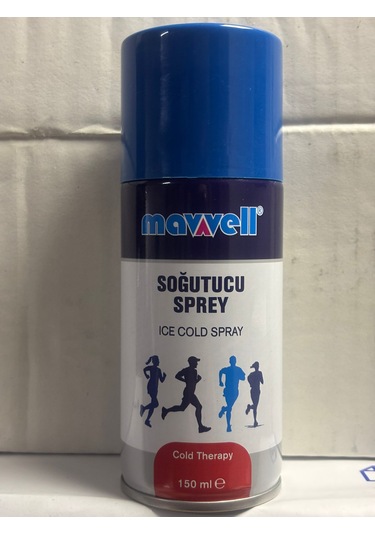 mavvell®
SOĞUTUCU
SPREY
ICE COLD SPRAY
Cold Therapy
150 ml ℮